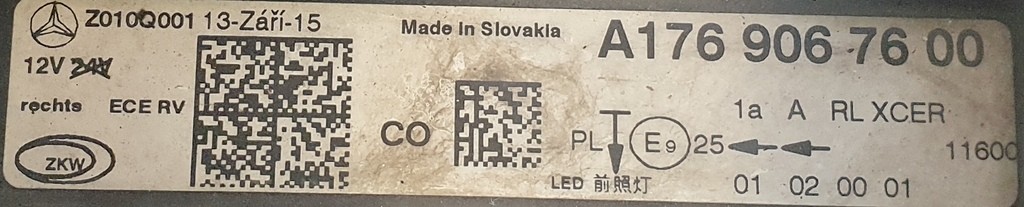 Z010Q001 13-Září-15
Made In Slovakia
A176 906 76 00
12V 24V
rechts ECE RV
CO
ZKW
1a A RL XCER
PL E9 25
11600
LED 前照灯
01 02 00 01